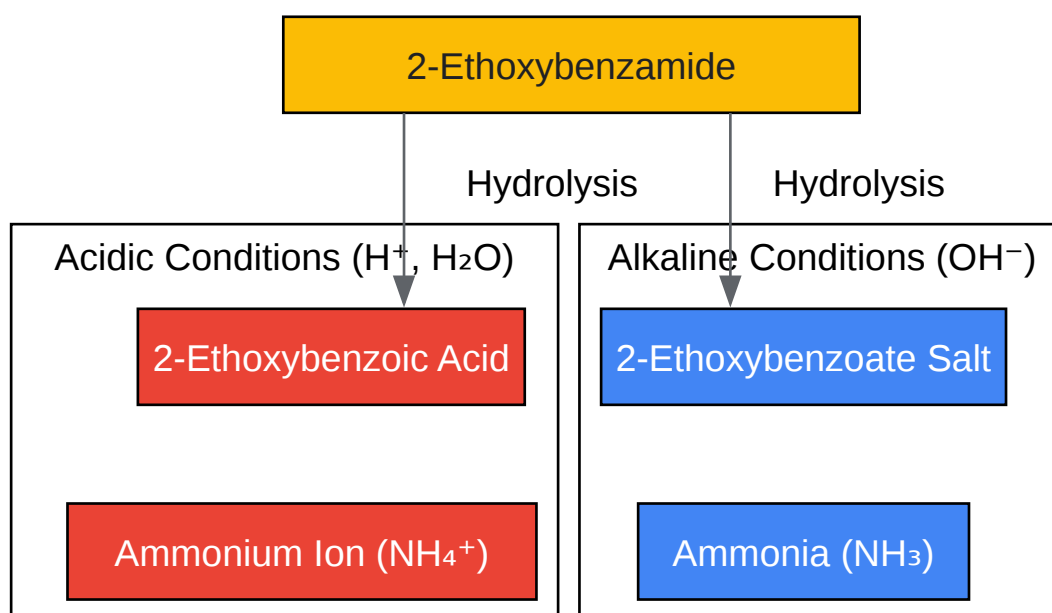 2-Ethoxybenzamide
Hydrolysis
Hydrolysis
Acidic Conditions (H⁺, H₂O)
Alkaline Conditions (OH⁻)
2-Ethoxybenzoic Acid
2-Ethoxybenzoate Salt
Ammonium Ion (NH₄⁺)
Ammonia (NH₃)